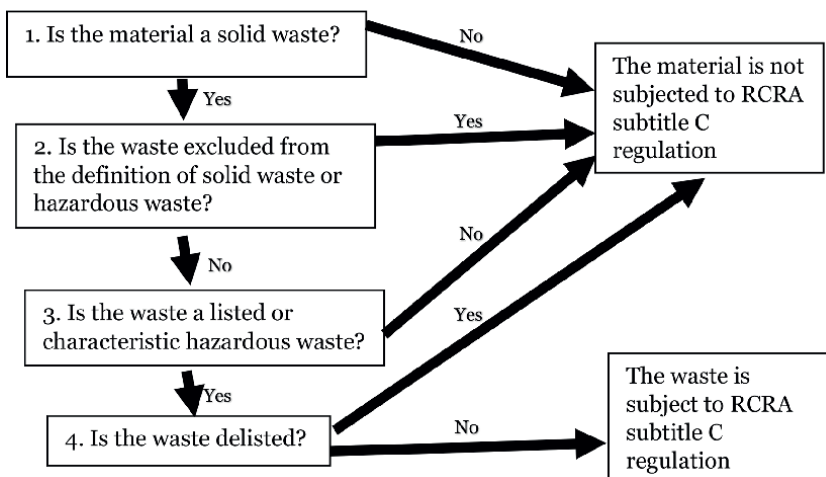 1. Is the material a solid waste?
No
The material is not
subjected to RCRA
subtitle C
regulation
Yes
2. Is the waste excluded from
the definition of solid waste or
hazardous waste?
Yes
No
No
3. Is the waste a listed or
characteristic hazardous waste?
Yes
Yes
4. Is the waste delisted?
No
The waste is
subject to RCRA
subtitle C
regulation